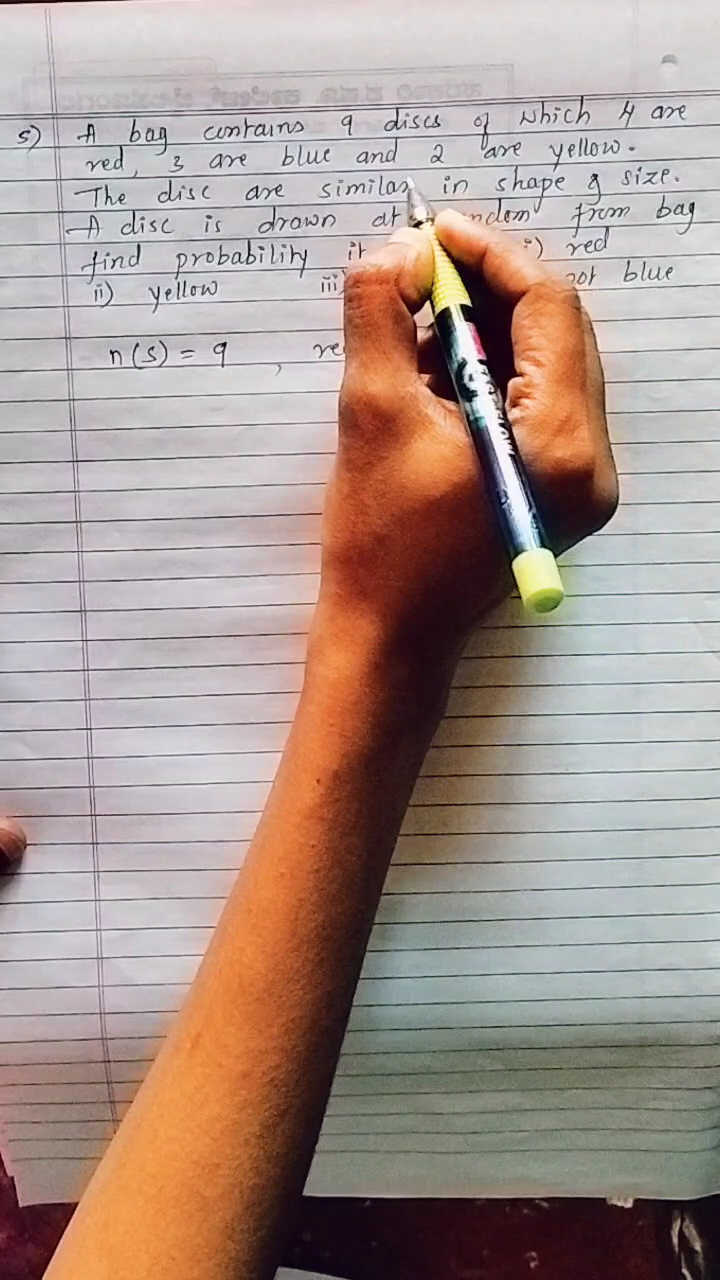 5) A bag contains 9 discs of which 4 are
red, 3 are blue and 2 are yellow.
The disc are similar in shape & size.
A disc is drawn at ndom from bag
find probability it i) red
ii) yellow iii) not blue
n(s) = 9 , re